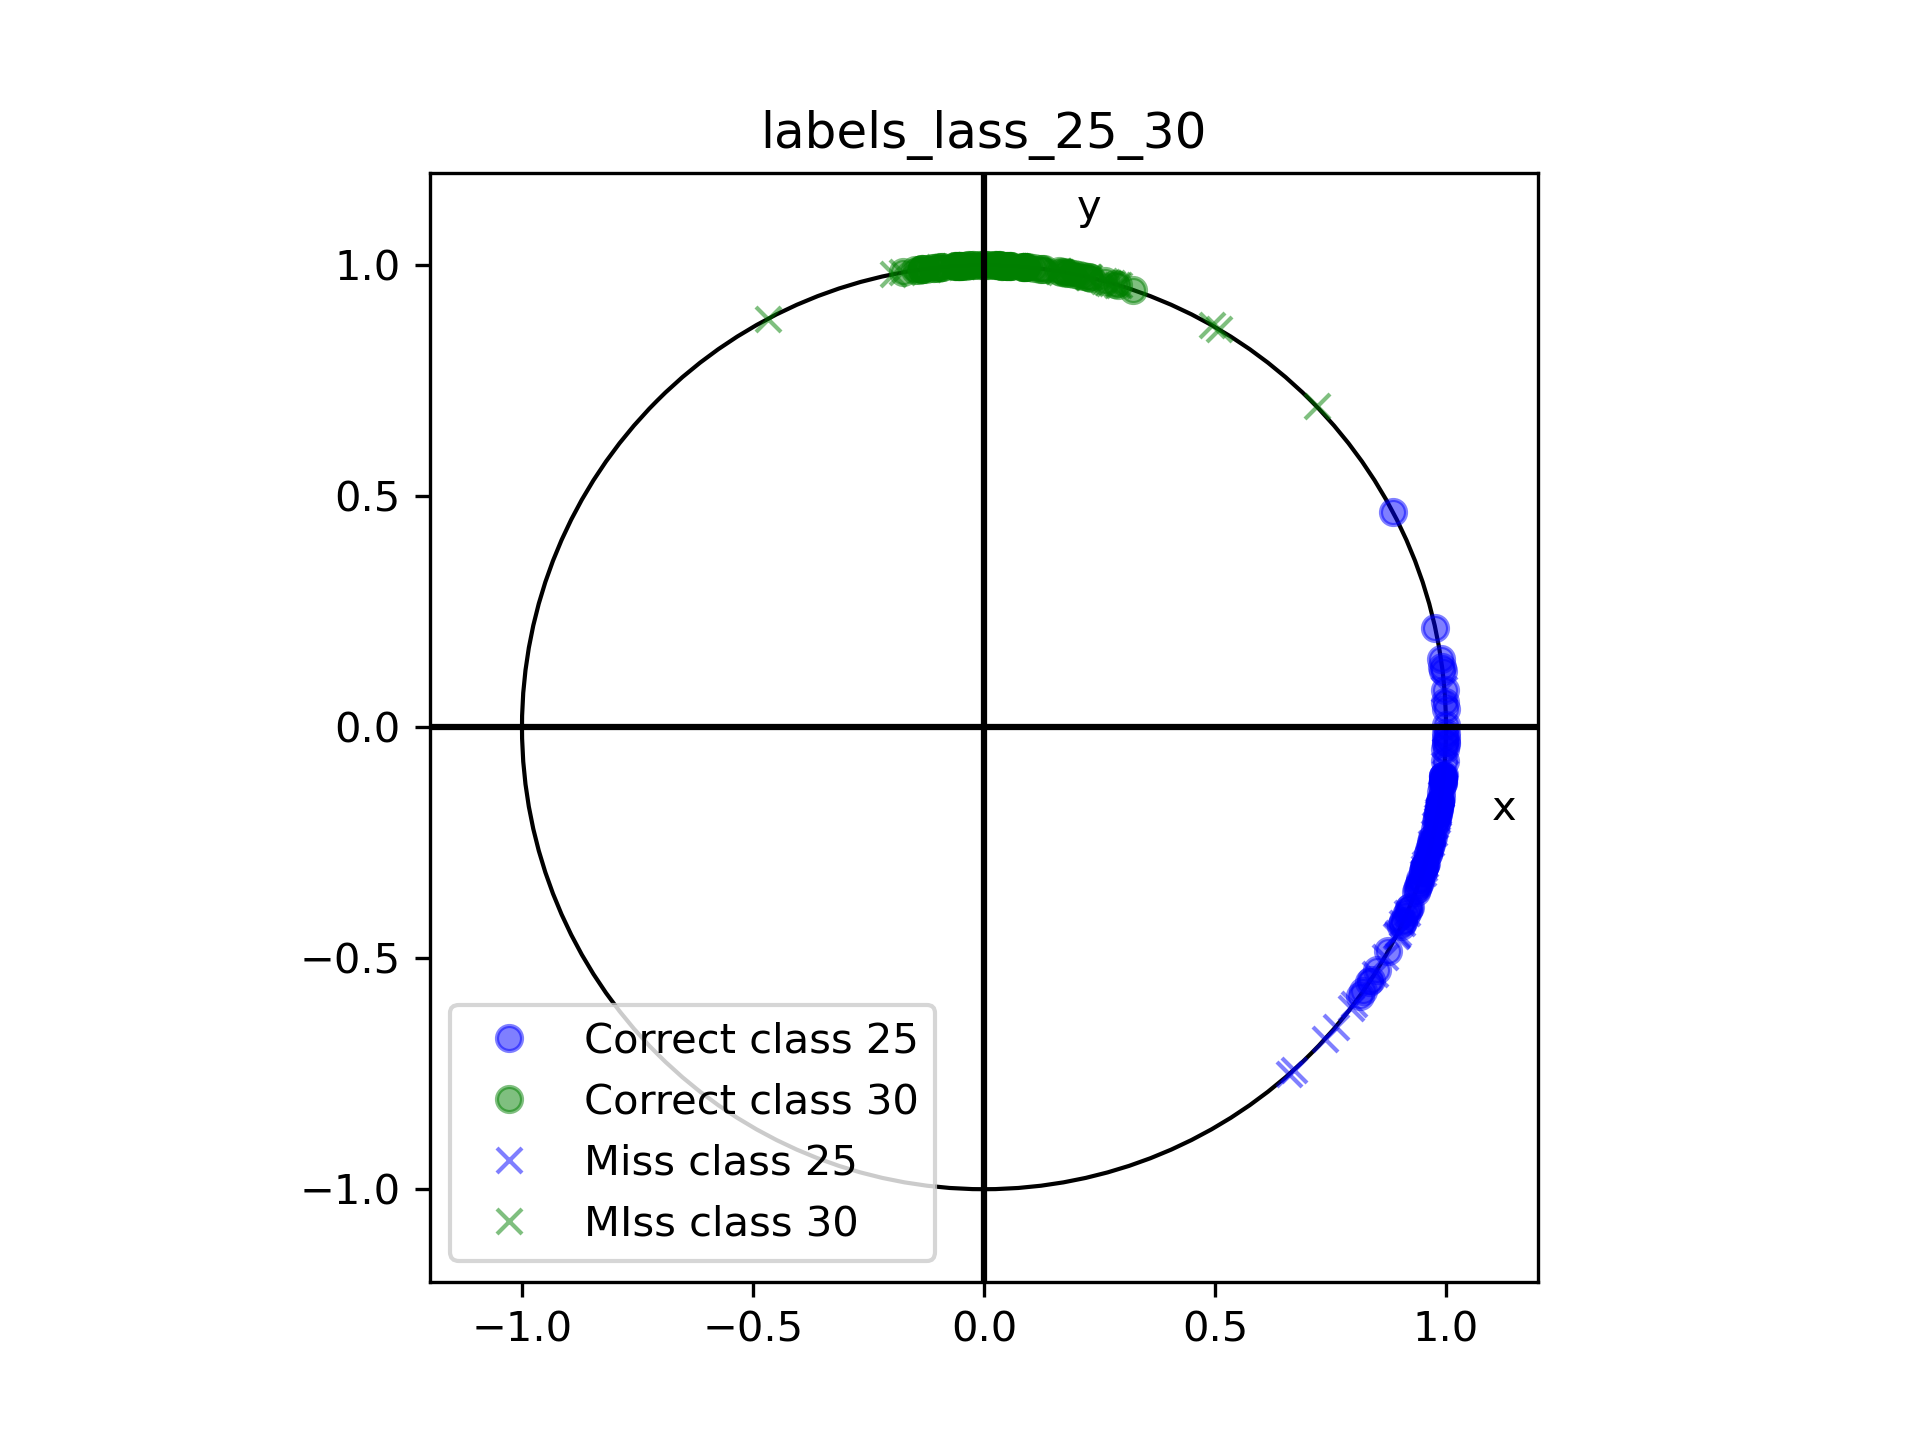 labels_lass_25_30
y
1.0
0.5
0.0
x
−0.5
−1.0
Correct class 25
Correct class 30
Miss class 25
MIss class 30
−1.0 −0.5 0.0 0.5 1.0